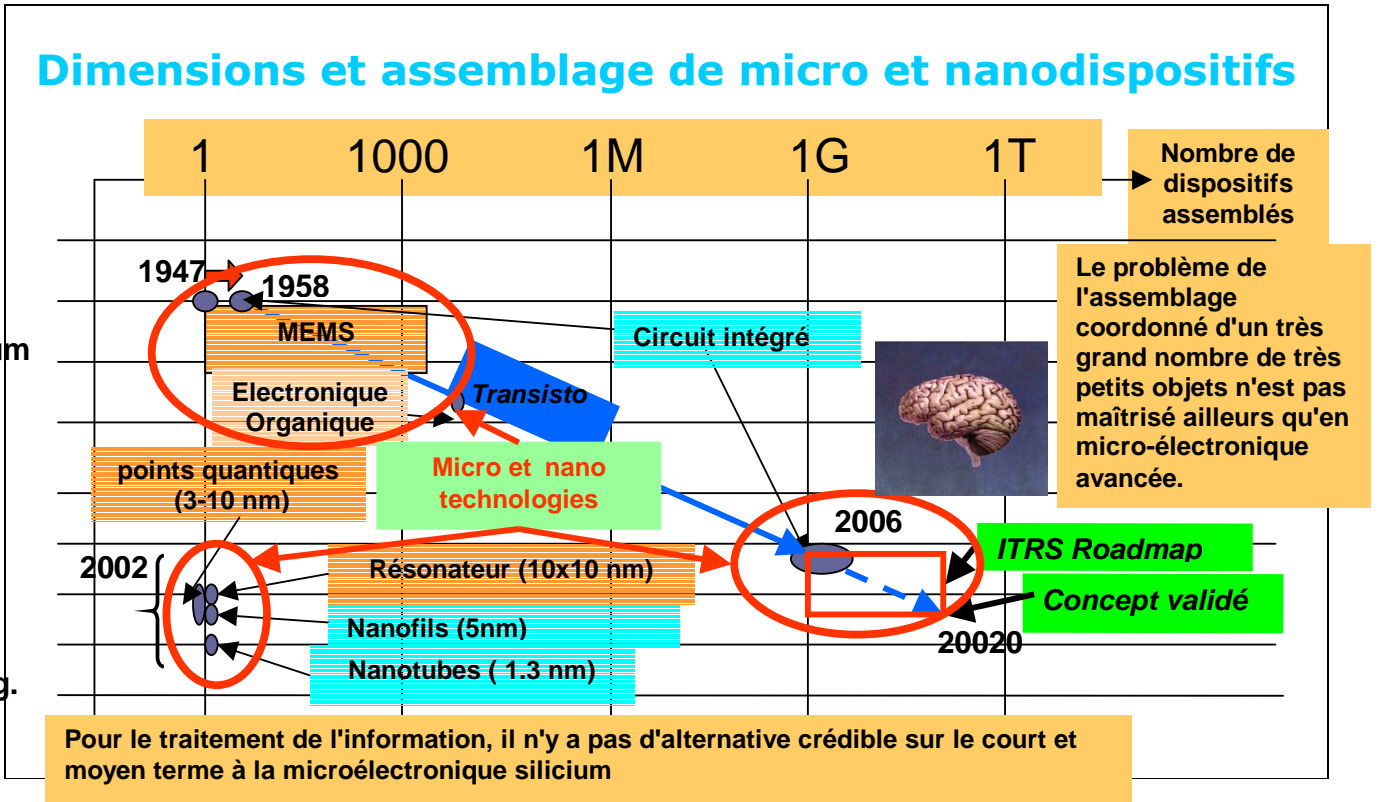 Dimensions et assemblage de micro et nanodispositifs
1 1000 1M 1G 1T
Nombre de
dispositifs
assemblés
1947
1958
MEMS
um
Electronique
Organique
Transisto
Circuit intégré
Le problème de
l'assemblage
coordonné d'un très
grand nombre de très
petits objets n'est pas
maîtrisé ailleurs qu'en
micro-électronique
avancée.
points quantiques
(3-10 nm)
Micro et nano
technologies
2006
ITRS Roadmap
Concept validé
20020
2002
Résonateur (10x10 nm)
Nanofils (5nm)
Nanotubes ( 1.3 nm)
g.
Pour le traitement de l'information, il n'y a pas d'alternative crédible sur le court et
moyen terme à la microélectronique silicium